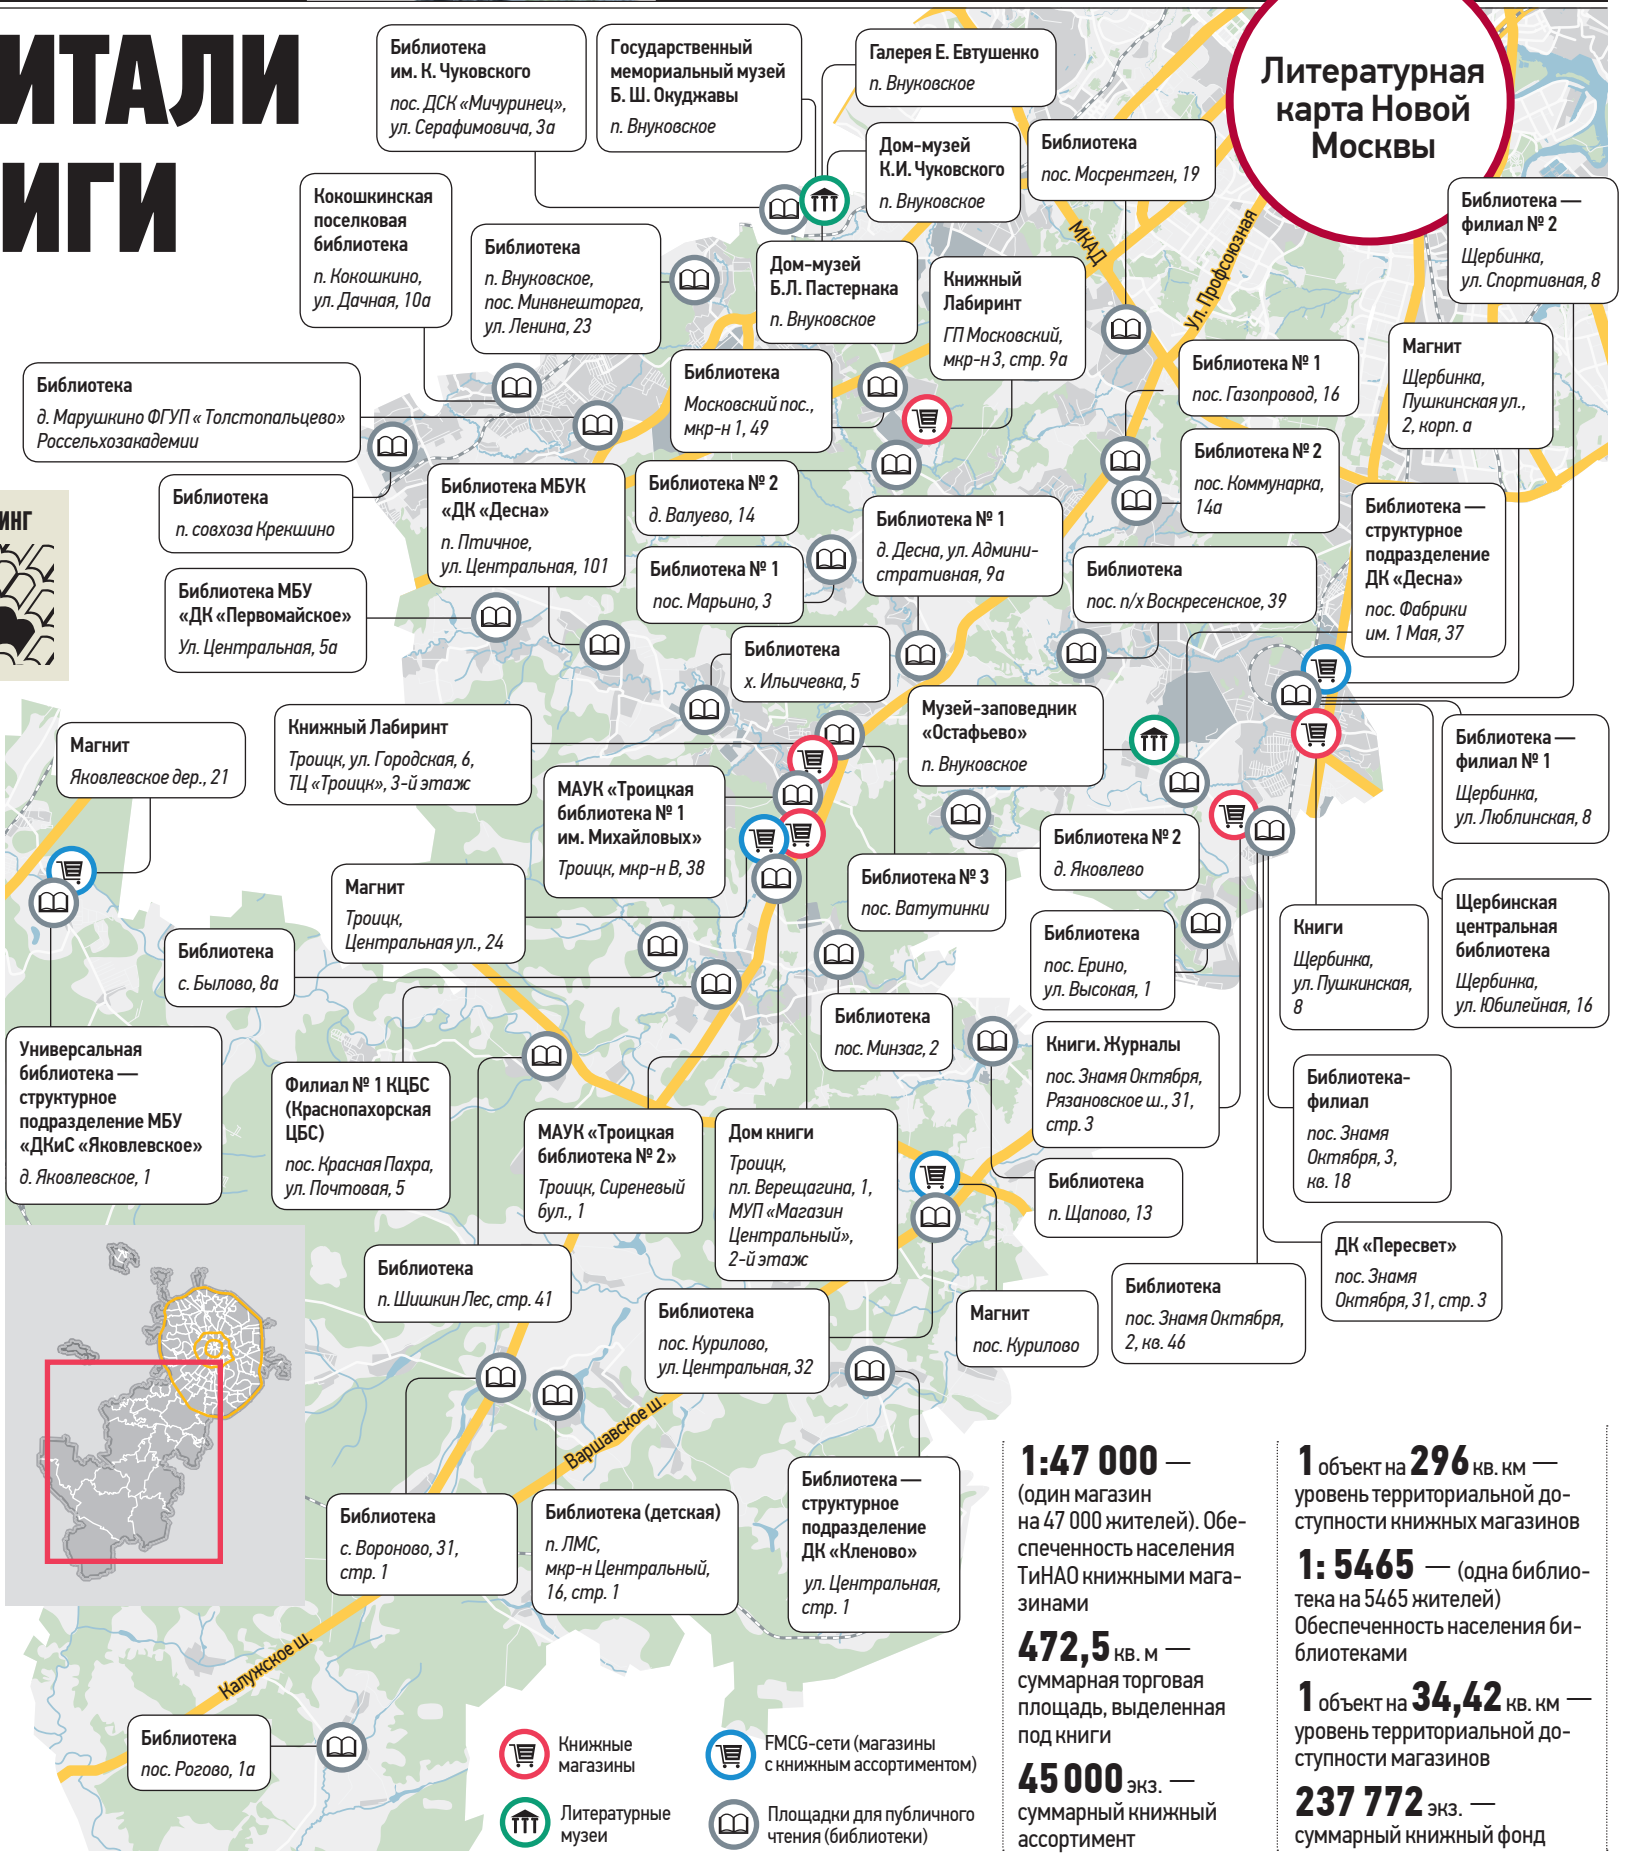 ИТАЛИ
ИГИ
Литературная
карта Новой
Москвы
Библиотека
им. К. Чуковского
пос. ДСК «Мичуринец»,
ул. Серафимовича, 3а
Государственный
мемориальный музей
Б. Ш. Окуджавы
п. Внуковское
Галерея Е. Евтушенко
п. Внуковское
Дом-музей
К.И. Чуковского
п. Внуковское
Библиотека
пос. Мосрентген, 19
Библиотека —
филиал № 2
Щербинка,
ул. Спортивная, 8
Кокошкинская
поселковая
библиотека
п. Кокошкино,
ул. Дачная, 10а
Библиотека
п. Внуковское,
пос. Минвнешторга,
ул. Ленина, 23
Дом-музей
Б.Л. Пастернака
п. Внуковское
Книжный
Лабиринт
ГП Московский,
мкр-н 3, стр. 9а
МКАД
Ул. Профсоюзная
Библиотека
д. Марушкино ФГУП « Толстопальцево»
Россельхозакадемии
Библиотека
Московский пос.,
мкр-н 1, 49
Библиотека № 1
пос. Газопровод, 16
Магнит
Щербинка,
Пушкинская ул.,
2, корп. а
Библиотека
п. совхоза Крекшино
Библиотека МБУК
«ДК «Десна»
п. Птичное,
ул. Центральная, 101
Библиотека № 2
д. Валуево, 14
Библиотека № 1
д. Десна, ул. Админи-
стративная, 9а
Библиотека № 2
пос. Коммунарка,
14а
Библиотека —
структурное
подразделение
ДК «Десна»
пос. Фабрики
им. 1 Мая, 37
ИНГ
Библиотека МБУ
«ДК «Первомайское»
Ул. Центральная, 5а
Библиотека № 1
пос. Марьино, 3
Библиотека
пос. п/х Воскресенское, 39
Библиотека
х. Ильичевка, 5
Магнит
Яковлевское дер., 21
Книжный Лабиринт
Троицк, ул. Городская, 6,
ТЦ «Троицк», 3-й этаж
МАУК «Троицкая
библиотека № 1
им. Михайловых»
Троицк, мкр-н В, 38
Музей-заповедник
«Остафьево»
п. Внуковское
Библиотека —
филиал № 1
Щербинка,
ул. Люблинская, 8
Библиотека № 2
д. Яковлево
Магнит
Троицк,
Центральная ул., 24
Библиотека № 3
пос. Ватутинки
Библиотека
с. Былово, 8а
Библиотека
пос. Ерино,
ул. Высокая, 1
Книги
Щербинка,
ул. Пушкинская,
8
Щербинская
центральная
библиотека
Щербинка,
ул. Юбилейная, 16
Универсальная
библиотека —
структурное
подразделение МБУ
«ДКиС «Яковлевское»
д. Яковлевское, 1
Филиал № 1 КЦБС
(Краснопахорская
ЦБС)
пос. Красная Пахра,
ул. Почтовая, 5
Библиотека
пос. Минзаг, 2
Книги. Журналы
пос. Знамя Октября,
Рязановское ш., 31,
стр. 3
Библиотека-
филиал
пос. Знамя
Октября, 3,
кв. 18
МАУК «Троицкая
библиотека № 2»
Троицк, Сиреневый
бул., 1
Дом книги
Троицк,
пл. Верещагина, 1,
МУП «Магазин
Центральный»,
2-й этаж
Библиотека
п. Щапово, 13
ДК «Пересвет»
пос. Знамя
Октября, 31, стр. 3
Библиотека
п. Шишкин Лес, стр. 41
Библиотека
пос. Курилово,
ул. Центральная, 32
Магнит
пос. Курилово
Библиотека
пос. Знамя Октября,
2, кв. 46
Варшавское ш.
Библиотека
с. Вороново, 31,
стр. 1
Библиотека (детская)
п. ЛМС,
мкр-н Центральный,
16, стр. 1
Библиотека —
структурное
подразделение
ДК «Кленово»
ул. Центральная,
стр. 1
Калужское ш.
Библиотека
пос. Рогово, 1а
Книжные
магазины
FMCG-сети (магазины
с книжным ассортиментом)
Литературные
музеи
Площадки для публичного
чтения (библиотеки)
1:47 000 —
(один магазин
на 47 000 жителей). Обе-
спеченность населения
ТиНАО книжными мага-
зинами
472,5 кв. м —
суммарная торговая
площадь, выделенная
под книги
45 000 экз. —
суммарный книжный
ассортимент
1 объект на 296 кв. км —
уровень территориальной до-
ступности книжных магазинов
1: 5465 — (одна библио-
тека на 5465 жителей)
Обеспеченность населения би-
блиотеками
1 объект на 34,42 кв. км —
уровень территориальной до-
ступности магазинов
237 772 экз. —
суммарный книжный фонд